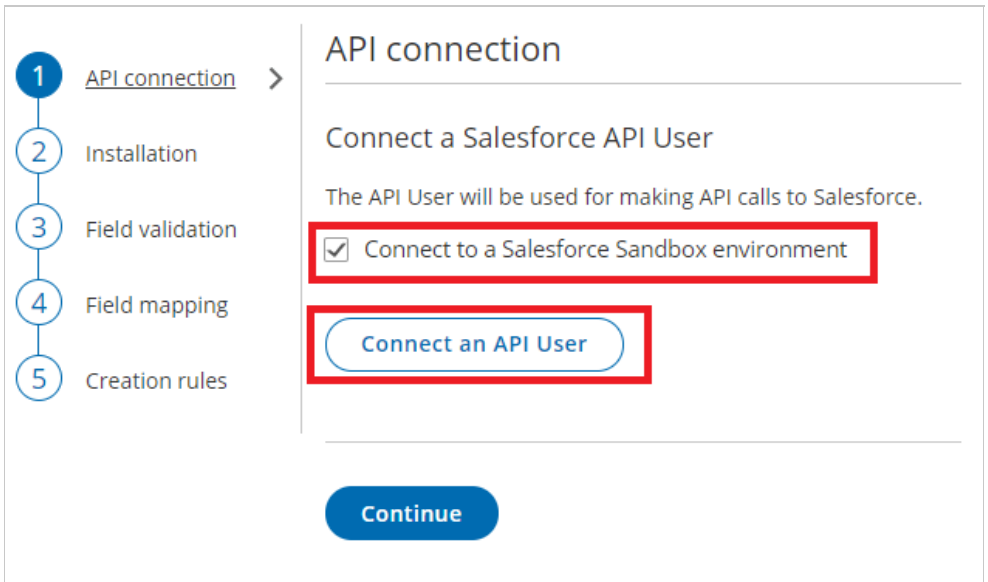 1
API connection
2
Installation
3
Field validation
4
Field mapping
5
Creation rules
API connection
Connect a Salesforce API User
The API User will be used for making API calls to Salesforce.
Connect to a Salesforce Sandbox environment
Connect an API User
Continue